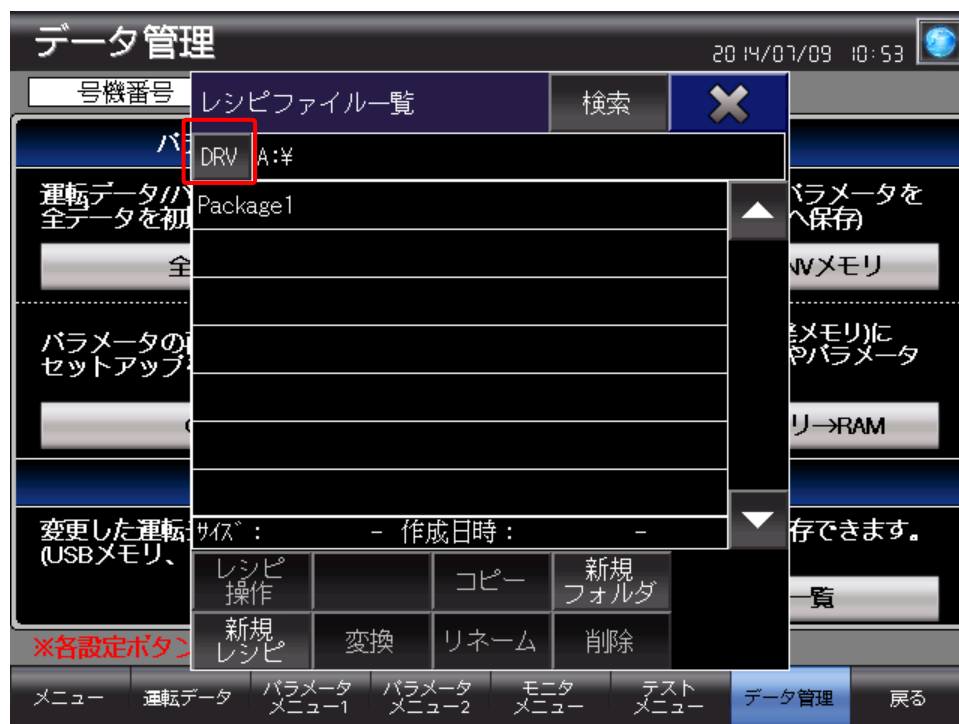 データ管理
2014/07/09 10:53
号機番号
レシピファイル一覧
検索
DRV
A:¥
パ
運転データ/パ
全データを初
Package1
パラメータを
へ保存)
全
NVメモリ
パラメータの
セットアップ
メモリ)に
やパラメータ
リ→RAM
変更した運転
(USBメモリ、
サイズ: - 作成日時: -
存できます。
レシピ
操作
コピー
新規
フォルダ
一覧
※各設定ボタン
新規
レシピ
変換
リネーム
削除
メニュー
運転データ
パラメータ
メニュー1
パラメータ
メニュー2
モニタ
メニュー
テスト
メニュー
データ管理
戻る